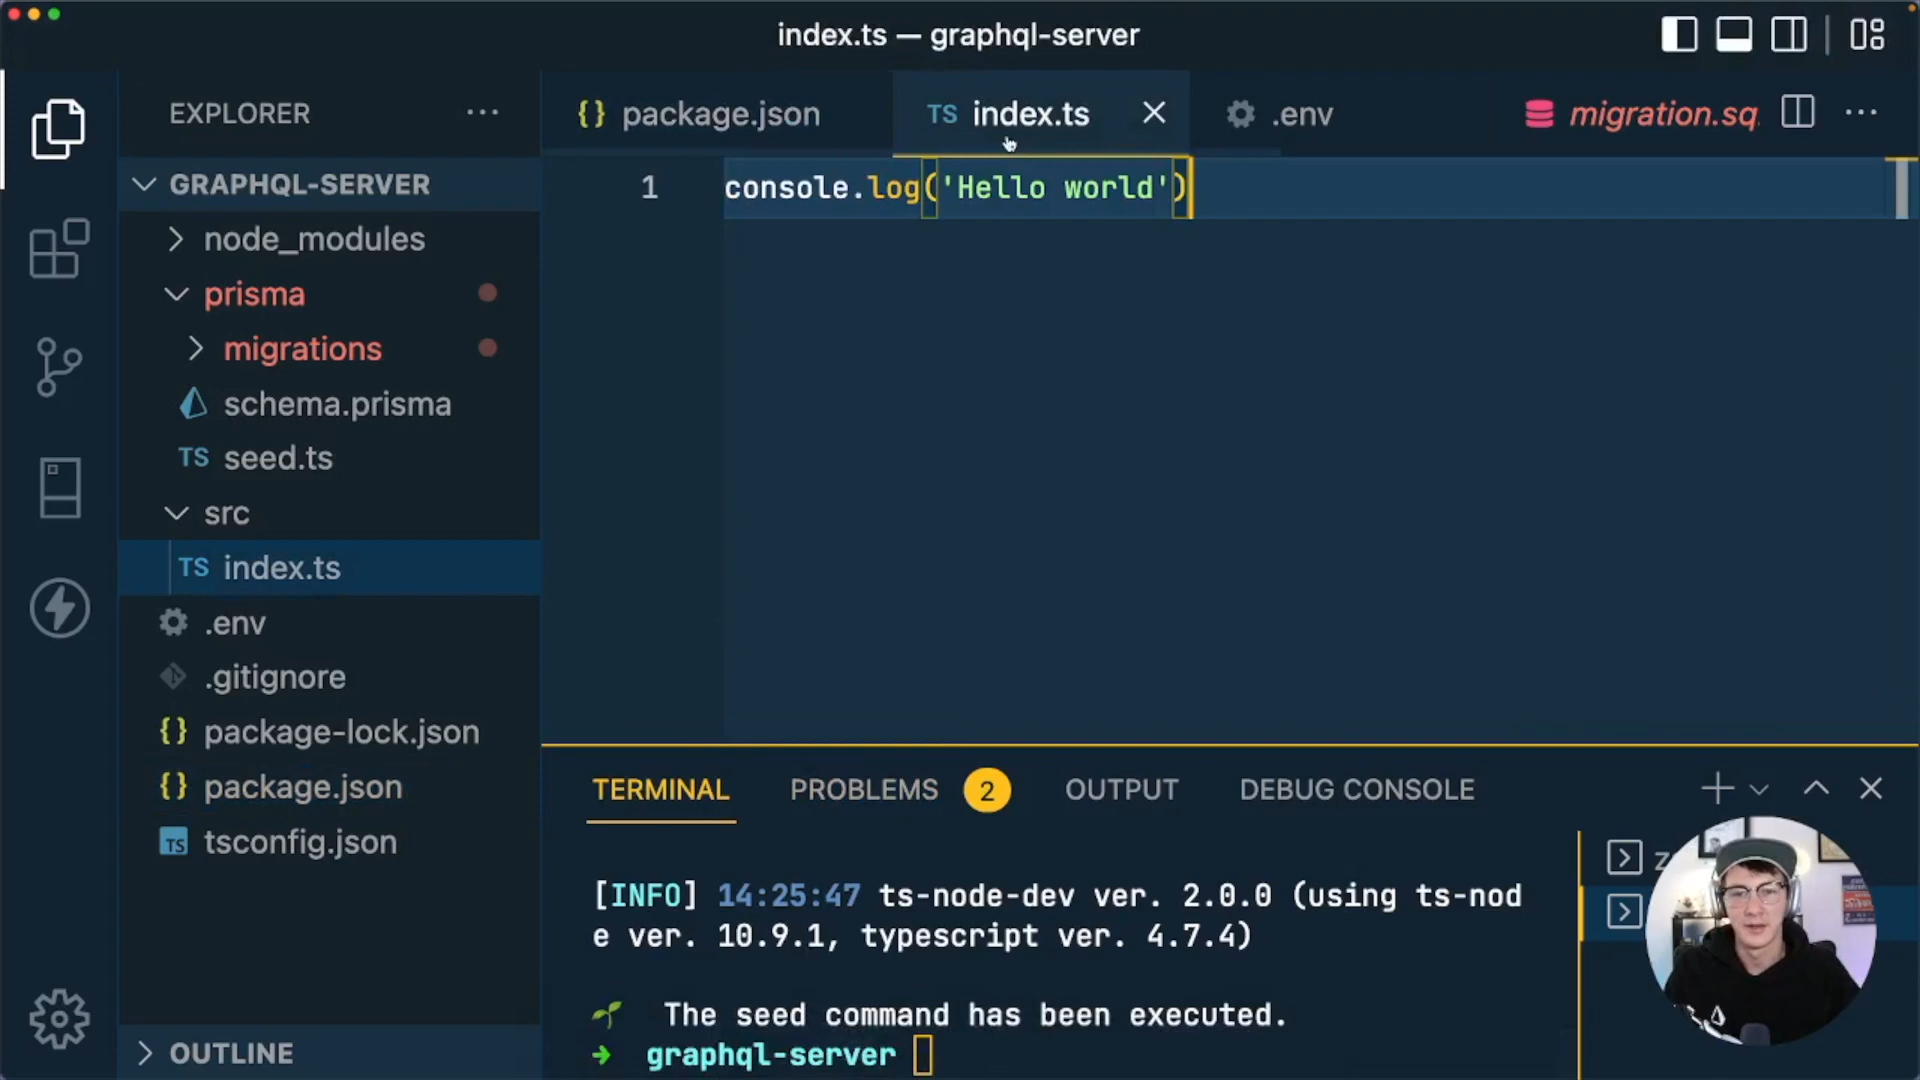 index.ts — graphql-server
EXPLORER
package.json
TS index.ts
.env
migration.sq
GRAPHQL-SERVER
1 console.log('Hello world')
node_modules
prisma
migrations
schema.prisma
TS seed.ts
src
TS index.ts
.env
.gitignore
{} package-lock.json
{} package.json
TS tsconfig.json
OUTLINE
TERMINAL PROBLEMS 2 OUTPUT DEBUG CONSOLE
[INFO] 14:25:47 ts-node-dev ver. 2.0.0 (using ts-nod
e ver. 10.9.1, typescript ver. 4.7.4)
The seed command has been executed.
→ graphql-server